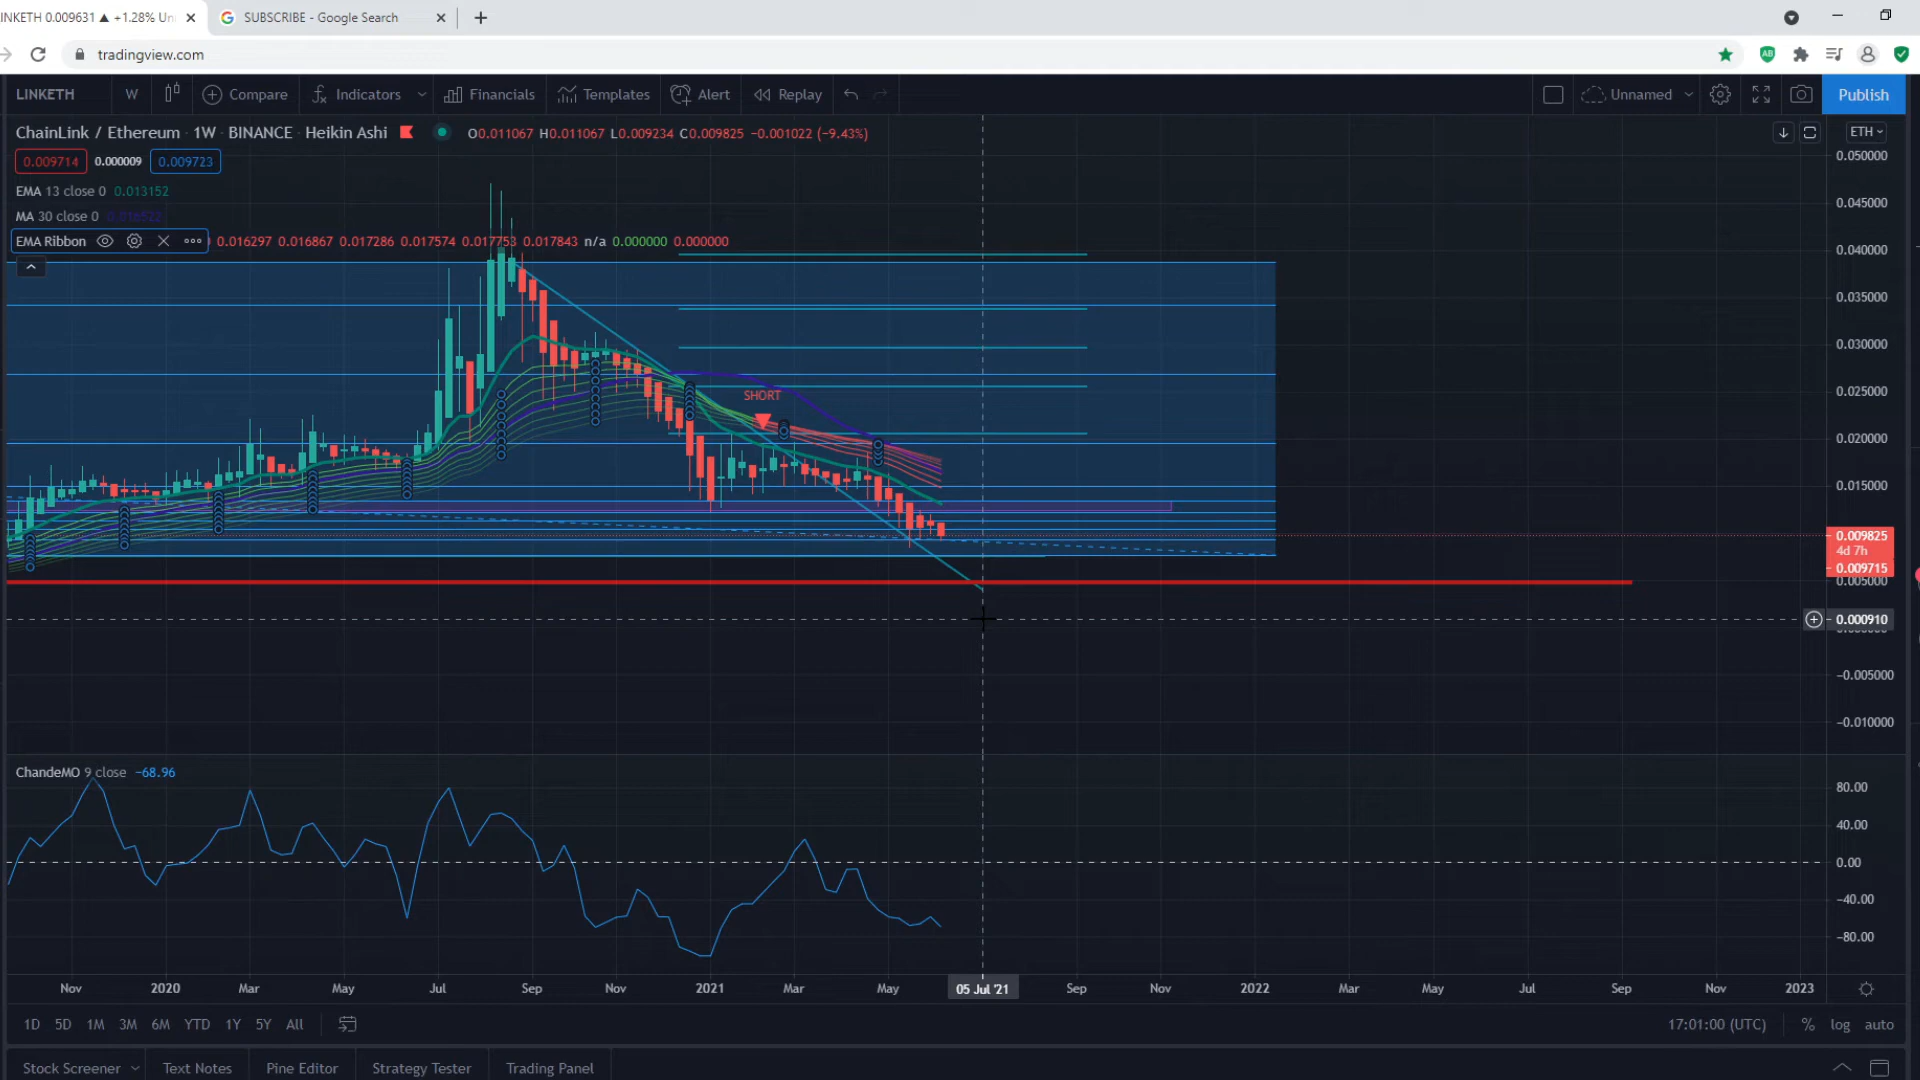 INKETH 0.009631 ▲ +1.28% Un
SUBSCRIBE - Google Search
tradingview.com
LINKETH W Compare Indicators Financials Templates Alert Replay Unnamed Publish
ChainLink / Ethereum · 1W · BINANCE · Heikin Ashi O0.011067 H0.011067 L0.009234 C0.009825 −0.001022 (−9.43%)
ETH
0.009714 0.000009 0.009723
EMA 13 close 0 0.013152
MA 30 close 0 0.016522
EMA Ribbon 0.016297 0.016867 0.017286 0.017574 0.017753 0.017843 n/a 0.000000 0.000000
SHORT
0.050000
0.045000
0.040000
0.035000
0.030000
0.025000
0.020000
0.015000
0.009825
4d 7h
0.009715
0.005000
0.000910
−0.005000
−0.010000
ChandeMO 9 close −68.96
80.00
40.00
0.00
−40.00
−80.00
Nov 2020 Mar May Jul Sep Nov 2021 Mar May 05 Jul '21 Sep Nov 2022 Mar May Jul Sep Nov 2023
1D 5D 1M 3M 6M YTD 1Y 5Y All 17:01:00 (UTC) % log auto
Stock Screener Text Notes Pine Editor Strategy Tester Trading Panel